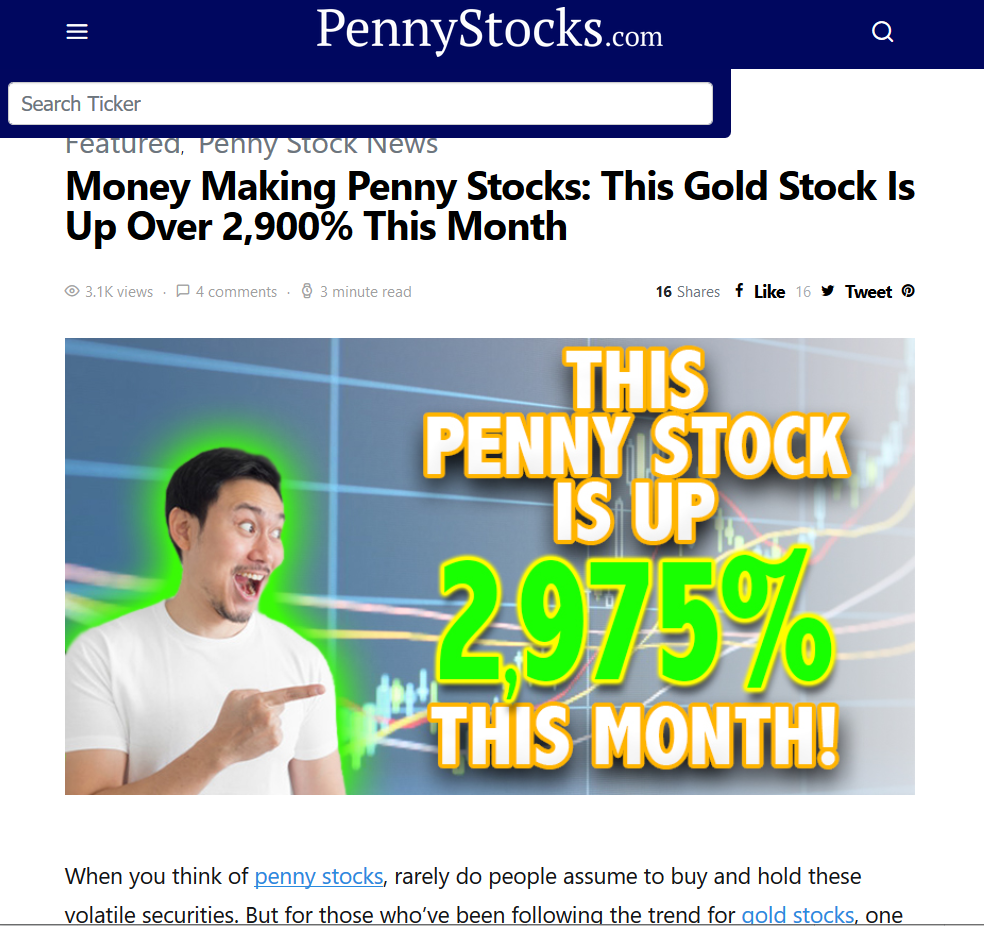 PennyStocks.com
Search Ticker
Featured, Penny Stock News
Money Making Penny Stocks: This Gold Stock Is
Up Over 2,900% This Month
3.1K views · 4 comments · 3 minute read
16 Shares Like 16 Tweet
THIS
PENNY STOCK
IS UP
2,975%
THIS MONTH!
When you think of penny stocks, rarely do people assume to buy and hold these
volatile securities. But for those who’ve been following the trend for gold stocks, one